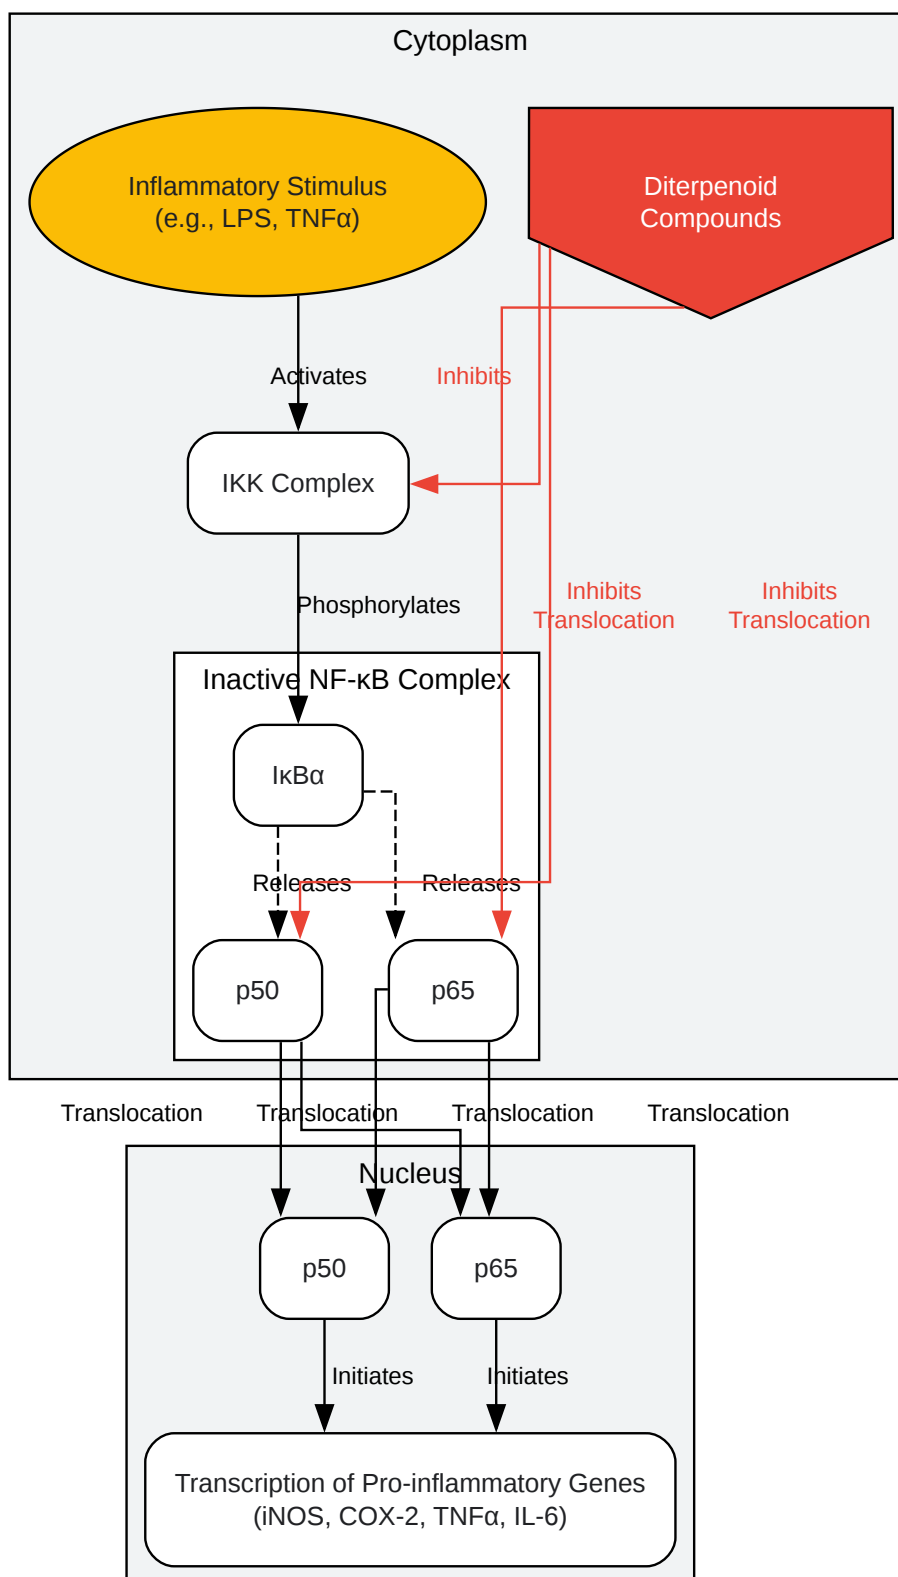 Cytoplasm
Inflammatory Stimulus
(e.g., LPS, TNFα)
Diterpenoid
Compounds
Activates
Inhibits
IKK Complex
Phosphorylates
Inhibits
Translocation
Inhibits
Translocation
Inactive NF-κB Complex
IκBα
Releases
Releases
p50
p65
Translocation
Translocation
Translocation
Translocation
Nucleus
p50
p65
Initiates
Initiates
Transcription of Pro-inflammatory Genes
(iNOS, COX-2, TNFα, IL-6)